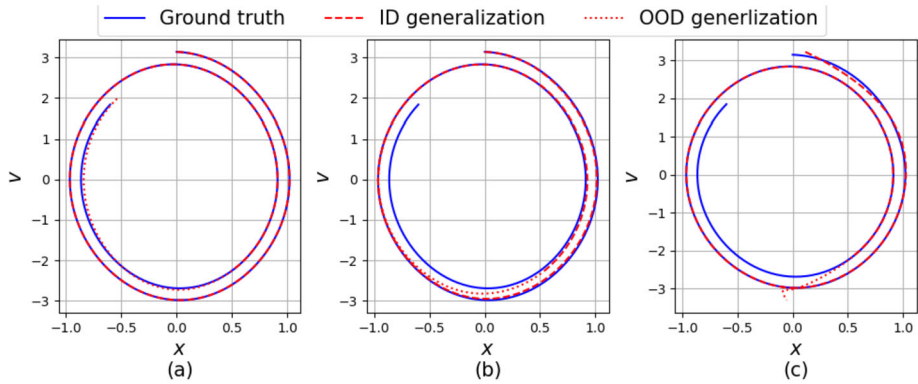 Ground truth ID generalization OOD generlization
3 2 1 0 −1 −2 −3 v −1.0 −0.5 0.0 0.5 1.0 x (a)
3 2 1 0 −1 −2 −3 v −1.0 −0.5 0.0 0.5 1.0 x (b)
3 2 1 0 −1 −2 −3 v −1.0 −0.5 0.0 0.5 1.0 x (c)